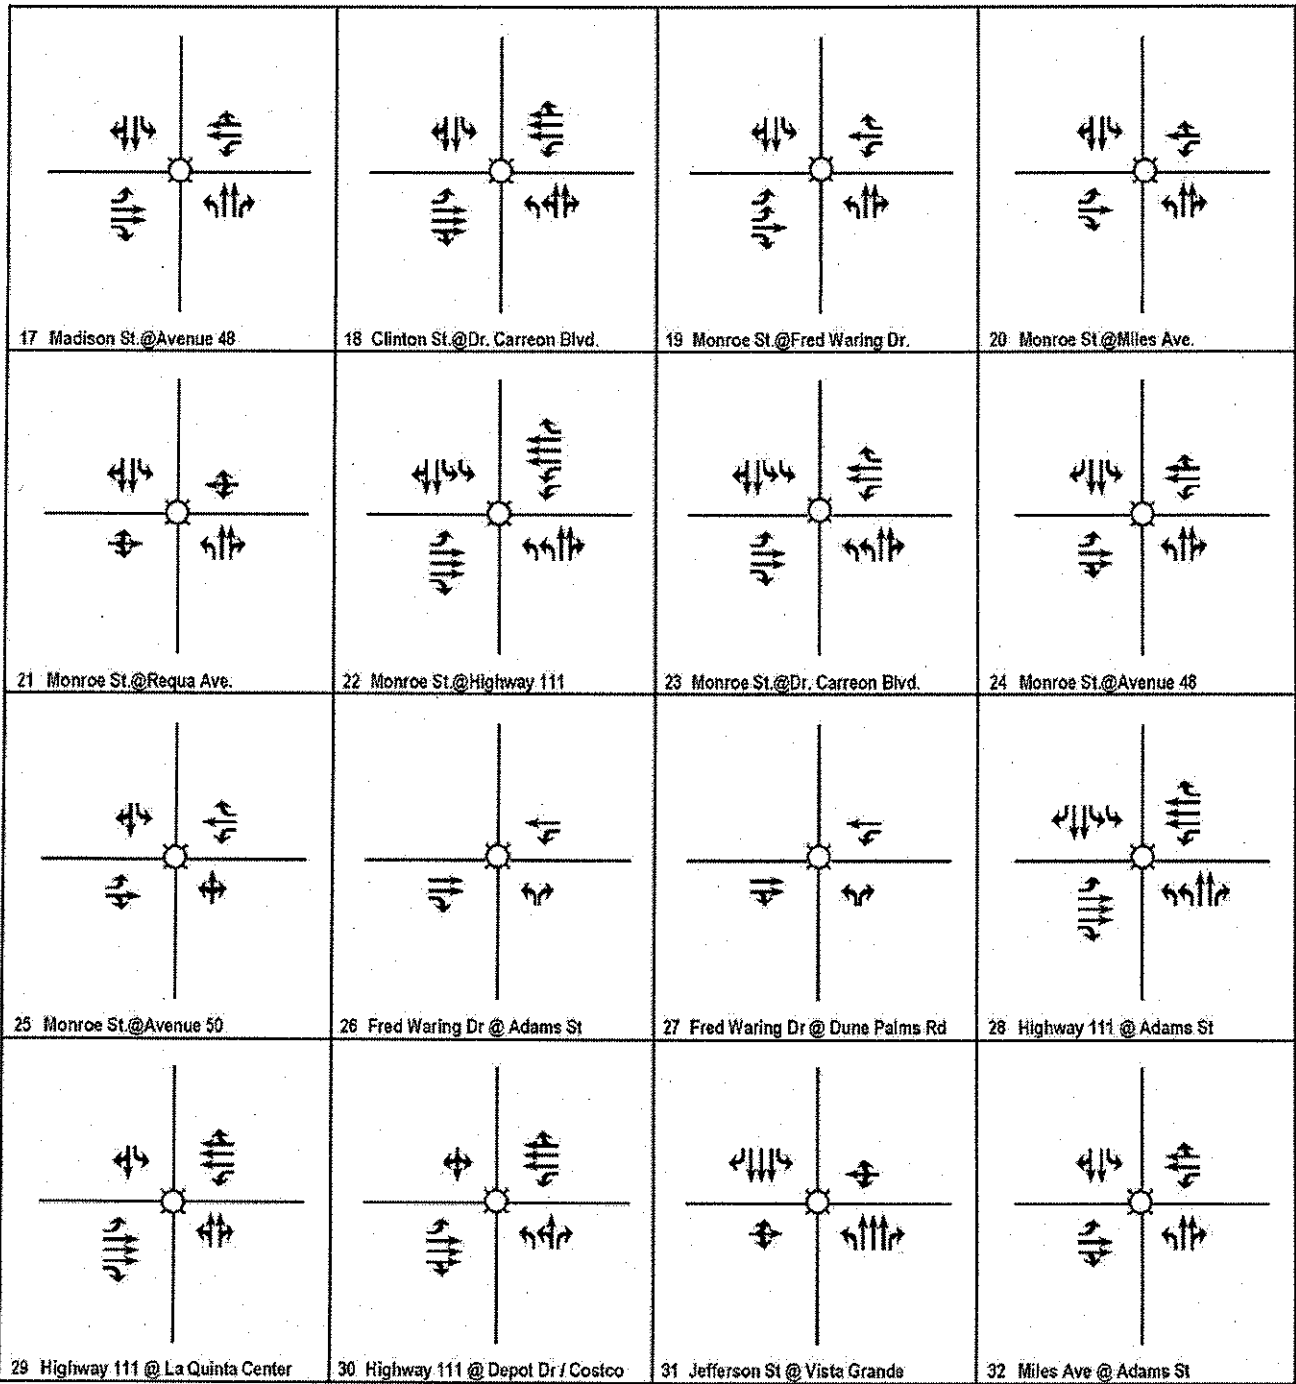 17 Madison St.@Avenue 48
18 Clinton St.@Dr. Carreon Blvd.
19 Monroe St.@Fred Waring Dr.
20 Monroe St.@Miles Ave.
21 Monroe St.@Requa Ave.
22 Monroe St.@Highway 111
23 Monroe St.@Dr. Carreon Blvd.
24 Monroe St.@Avenue 48
25 Monroe St.@Avenue 50
26 Fred Waring Dr @ Adams St
27 Fred Waring Dr @ Dune Palms Rd
28 Highway 111 @ Adams St
29 Highway 111 @ La Quinta Center
30 Highway 111 @ Depot Dr / Costco
31 Jefferson St @ Vista Grande
32 Miles Ave @ Adams St